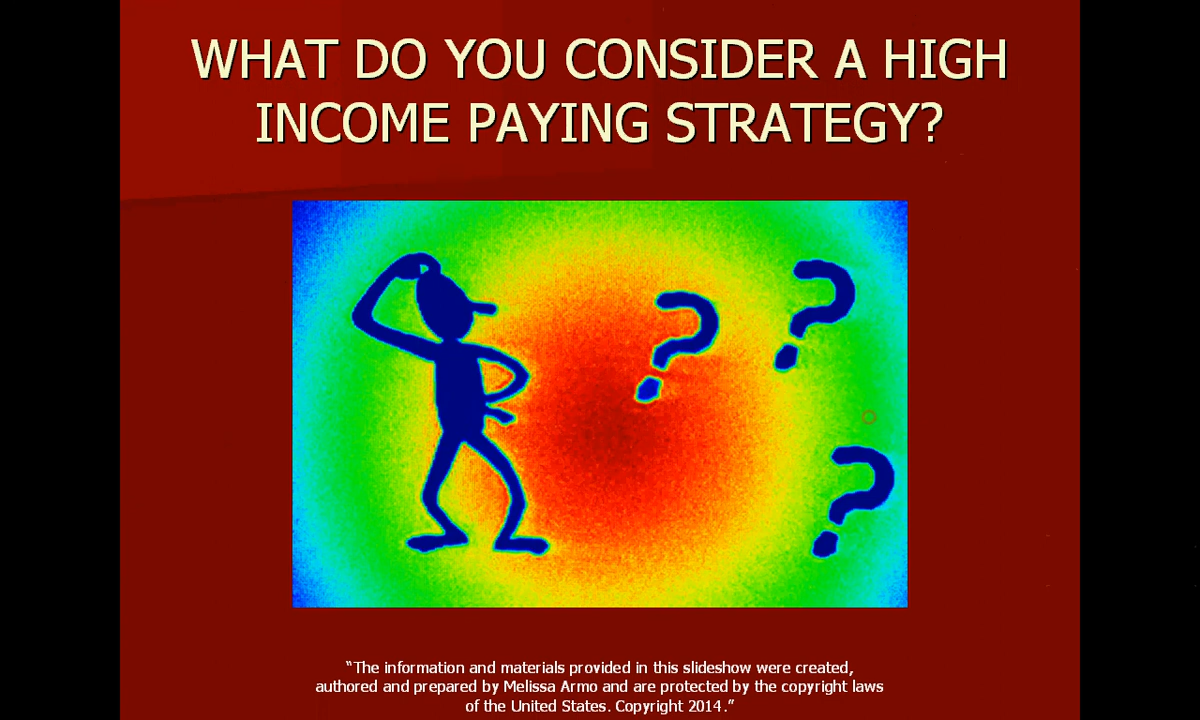 WHAT DO YOU CONSIDER A HIGH
INCOME PAYING STRATEGY?
? ? ?
“The information and materials provided in this slideshow were created,
authored and prepared by Melissa Armo and are protected by the copyright laws
of the United States. Copyright 2014.”